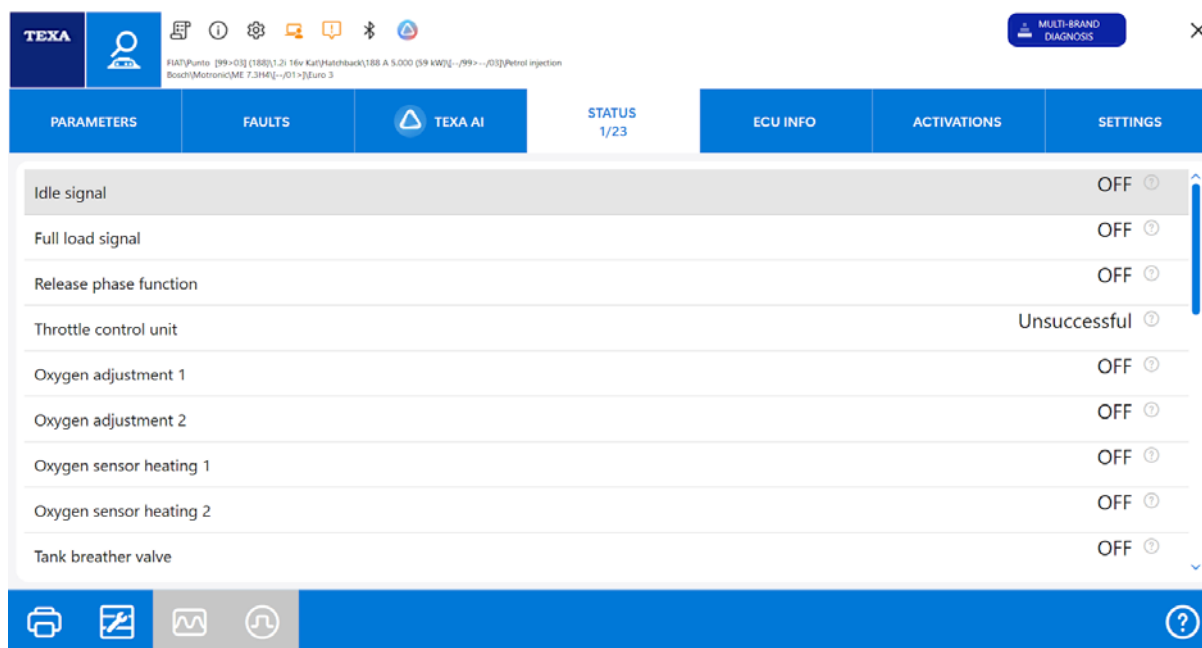 TEXA
MULTI-BRAND
DIAGNOSIS
FIAT\Punto [99>03] (188)\1.2i 16v Kat\Hatchback\188 A 5.000 (59 kW)\[--/99>--/03]\Petrol injection
Bosch\Motronic\ME 7.3H4\[--/01>]\Euro 3
PARAMETERS
FAULTS
TEXA AI
STATUS
1/23
ECU INFO
ACTIVATIONS
SETTINGS
Idle signal OFF
Full load signal OFF
Release phase function OFF
Throttle control unit Unsuccessful
Oxygen adjustment 1 OFF
Oxygen adjustment 2 OFF
Oxygen sensor heating 1 OFF
Oxygen sensor heating 2 OFF
Tank breather valve OFF